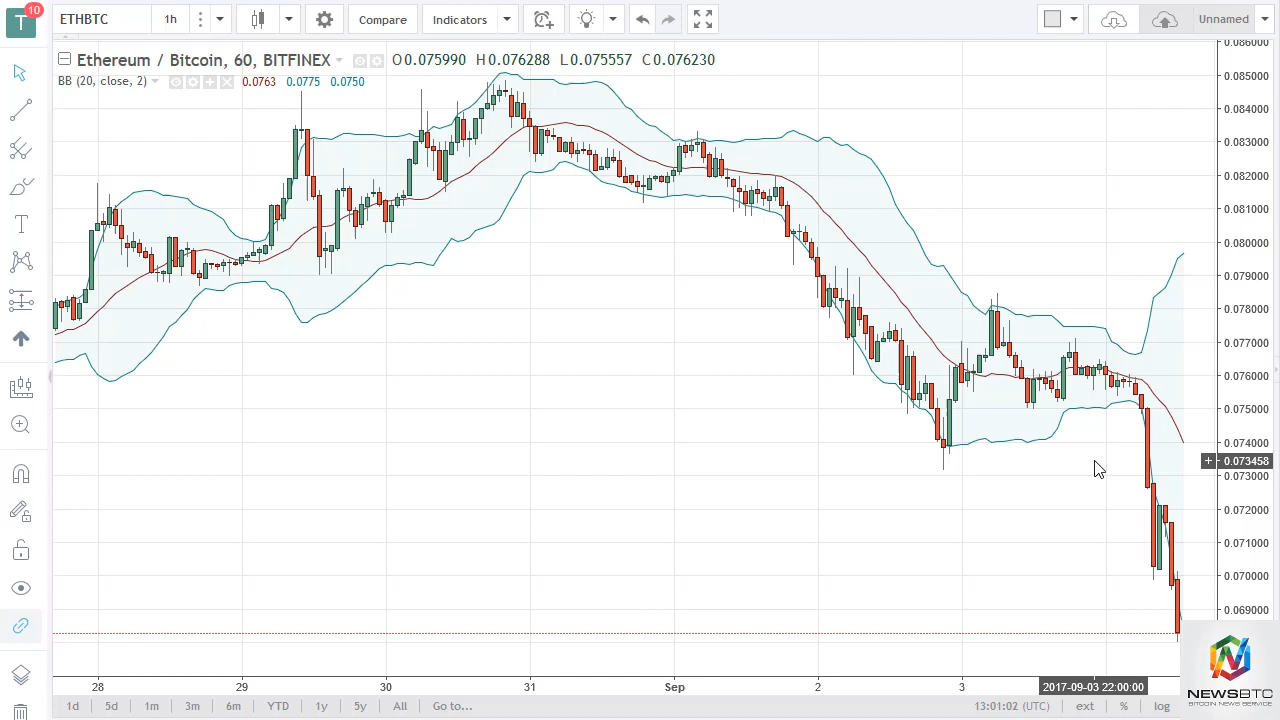 10
T
ETHBTC
1h
Compare
Indicators
Unnamed
Ethereum / Bitcoin, 60, BITFINEX
O0.075990 H0.076288 L0.075557 C0.076230
BB (20, close, 2)
0.0763 0.0775 0.0750
0.086000
0.085000
0.084000
0.083000
0.082000
0.081000
0.080000
0.079000
0.078000
0.077000
0.076000
0.075000
0.074000
+ 0.073458
0.073000
0.072000
0.071000
0.070000
0.069000
T
28 29 30 31 Sep 2 3 2017-09-03 22:00:00
1d 5d 1m 3m 6m YTD 1y 5y All Go to... 13:01:02 (UTC) ext % log
NEWSBTC
BITCOIN NEWS SERVICE